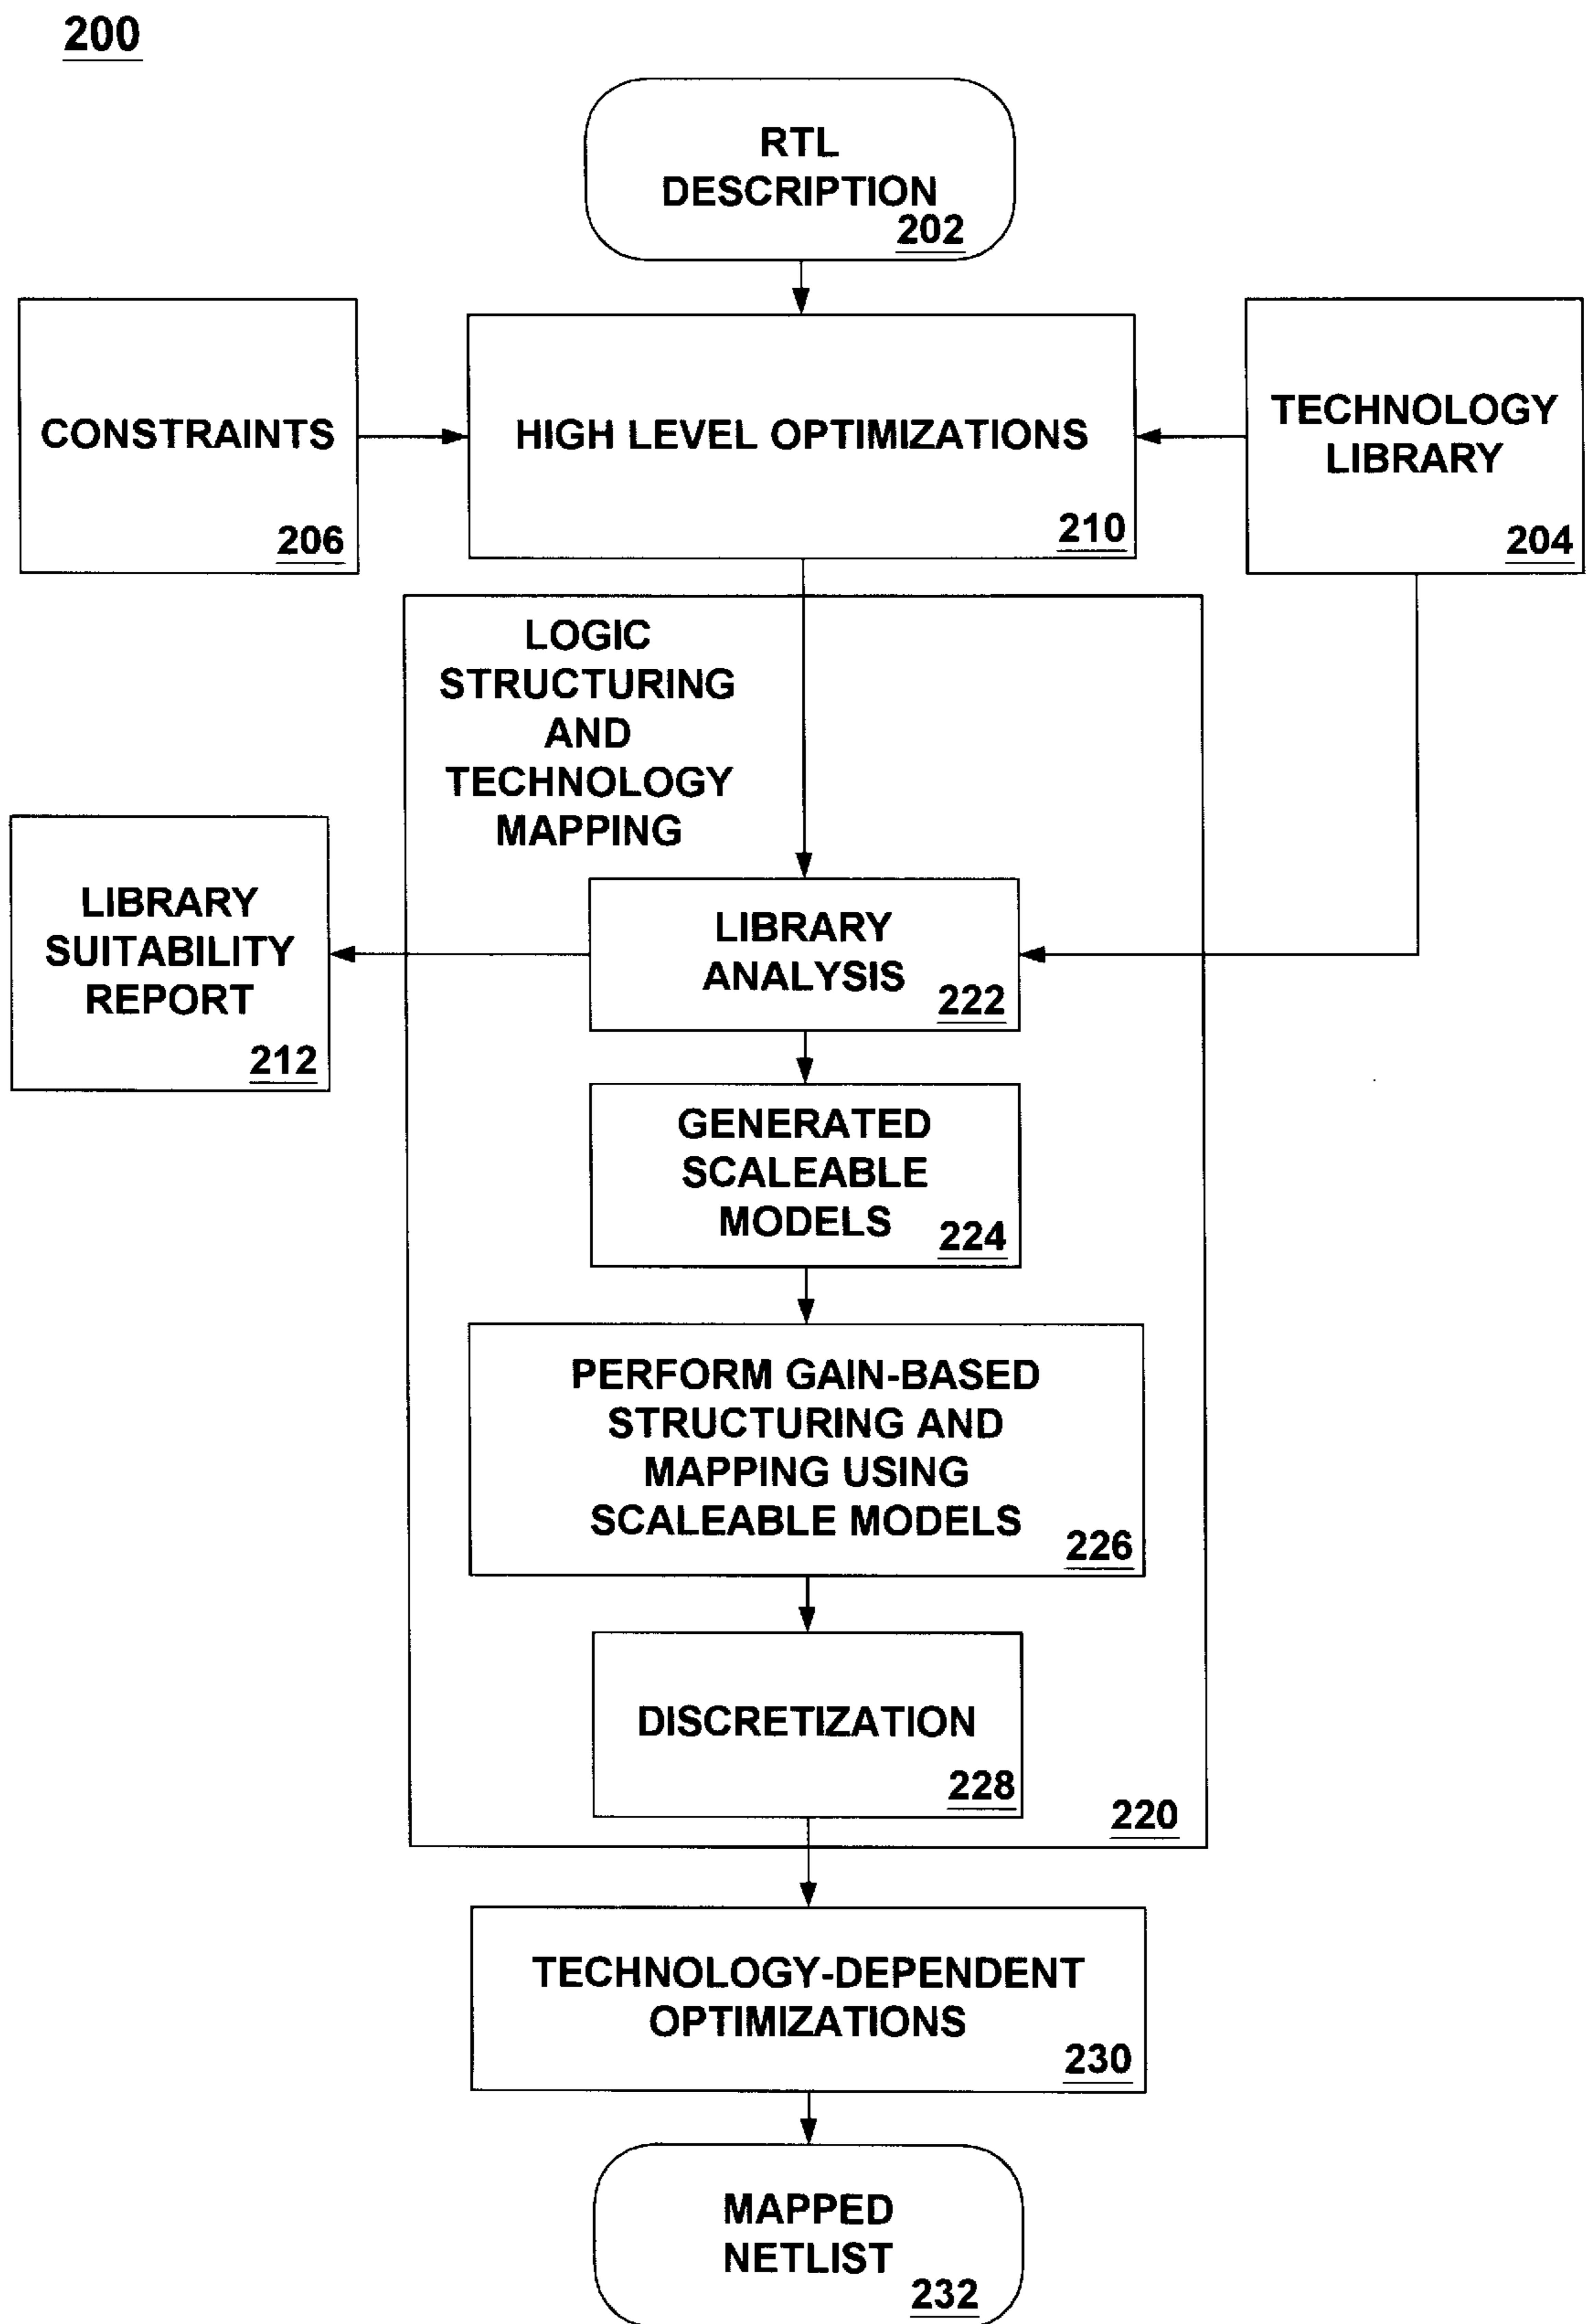 200
RTL
DESCRIPTION
202
CONSTRAINTS
206
HIGH LEVEL OPTIMIZATIONS
210
TECHNOLOGY
LIBRARY
204
LOGIC
STRUCTURING
AND
TECHNOLOGY
MAPPING
LIBRARY
SUITABILITY
REPORT
212
LIBRARY
ANALYSIS
222
GENERATED
SCALEABLE
MODELS
224
PERFORM GAIN-BASED
STRUCTURING AND
MAPPING USING
SCALEABLE MODELS
226
DISCRETIZATION
228
220
TECHNOLOGY-DEPENDENT
OPTIMIZATIONS
230
MAPPED
NETLIST
232